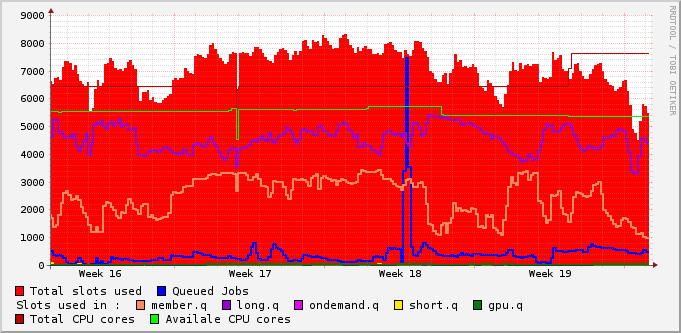 9000
8000
7000
6000
5000
4000
3000
2000
1000
0
Week 16 Week 17 Week 18 Week 19
Total slots used Queued Jobs
Slots used in : member.q long.q ondemand.q short.q gpu.q
Total CPU cores Availale CPU cores
RRDTOOL / TOBI OETIKER